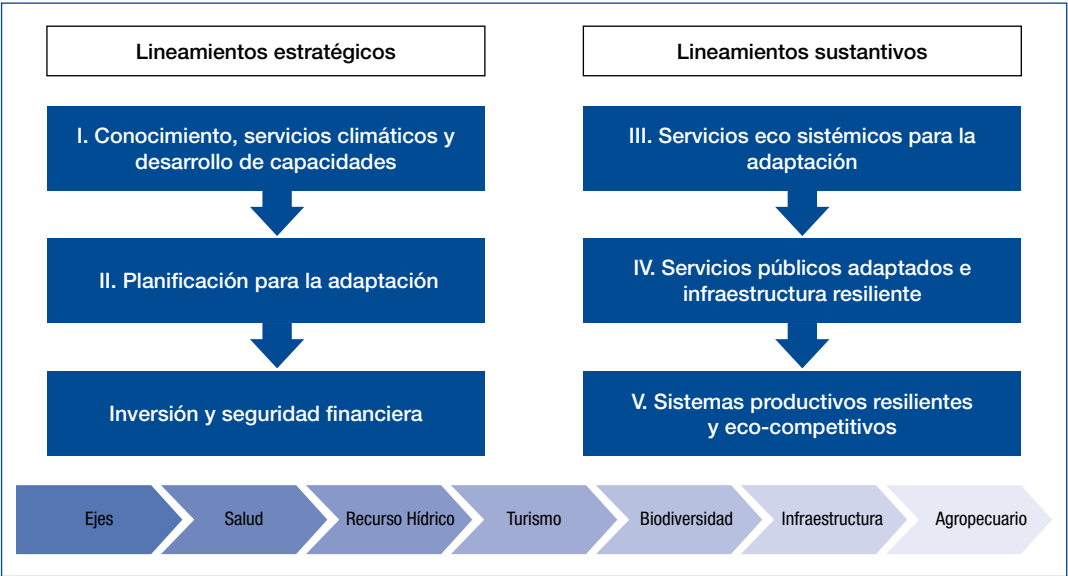 Lineamientos estratégicos
I. Conocimiento, servicios climáticos y
desarrollo de capacidades
II. Planificación para la adaptación
Inversión y seguridad financiera
Lineamientos sustantivos
III. Servicios eco sistémicos para la
adaptación
IV. Servicios públicos adaptados e
infraestructura resiliente
V. Sistemas productivos resilientes
y eco-competitivos
Ejes
Salud
Recurso Hídrico
Turismo
Biodiversidad
Infraestructura
Agropecuario